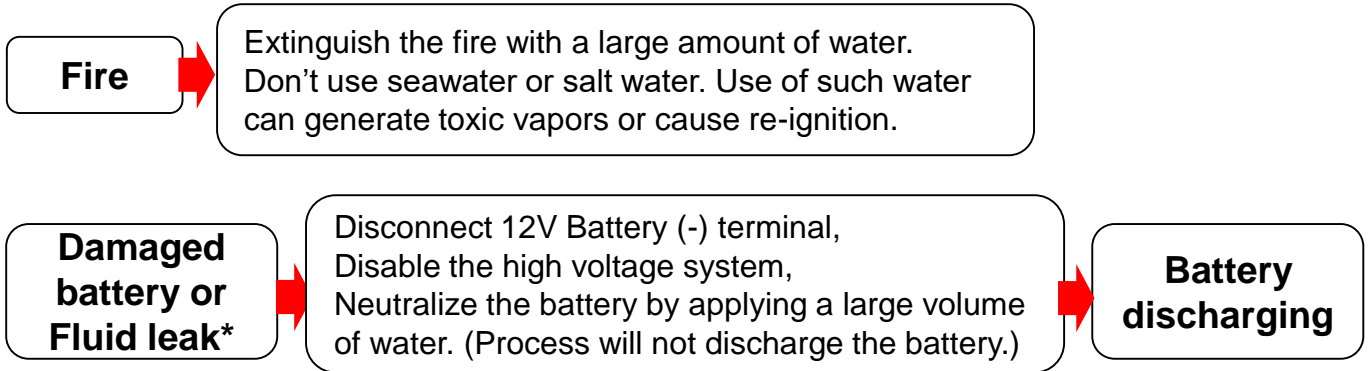 Fire
Extinguish the fire with a large amount of water.
Don’t use seawater or salt water. Use of such water
can generate toxic vapors or cause re-ignition.
Damaged
battery or
Fluid leak*
Disconnect 12V Battery (-) terminal,
Disable the high voltage system,
Neutralize the battery by applying a large volume
of water. (Process will not discharge the battery.)
Battery
discharging